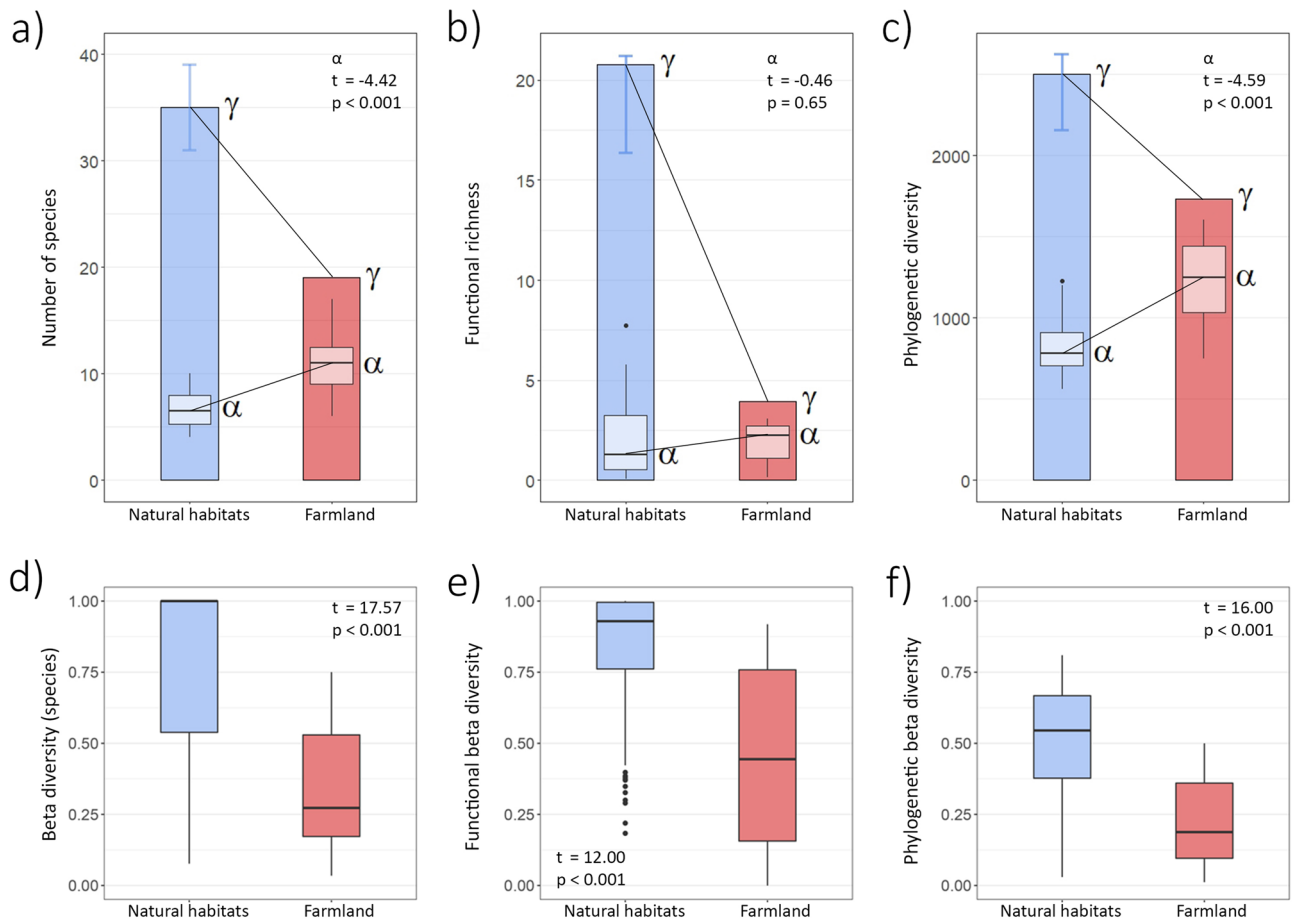 a)
Number of species
40
30
20
10
0
γ
γ
α
α
α
t = -4.42
p < 0.001
Natural habitats
Farmland
b)
Functional richness
20
15
10
5
0
γ
γ
α
α
α
t = -0.46
p = 0.65
Natural habitats
Farmland
c)
Phylogenetic diversity
2000
1000
0
γ
γ
α
α
α
t = -4.59
p < 0.001
Natural habitats
Farmland
d)
Beta diversity (species)
1.00
0.75
0.50
0.25
0.00
t = 17.57
p < 0.001
Natural habitats
Farmland
e)
Functional beta diversity
1.00
0.75
0.50
0.25
0.00
t = 12.00
p < 0.001
Natural habitats
Farmland
f)
Phylogenetic beta diversity
1.00
0.75
0.50
0.25
0.00
t = 16.00
p < 0.001
Natural habitats
Farmland